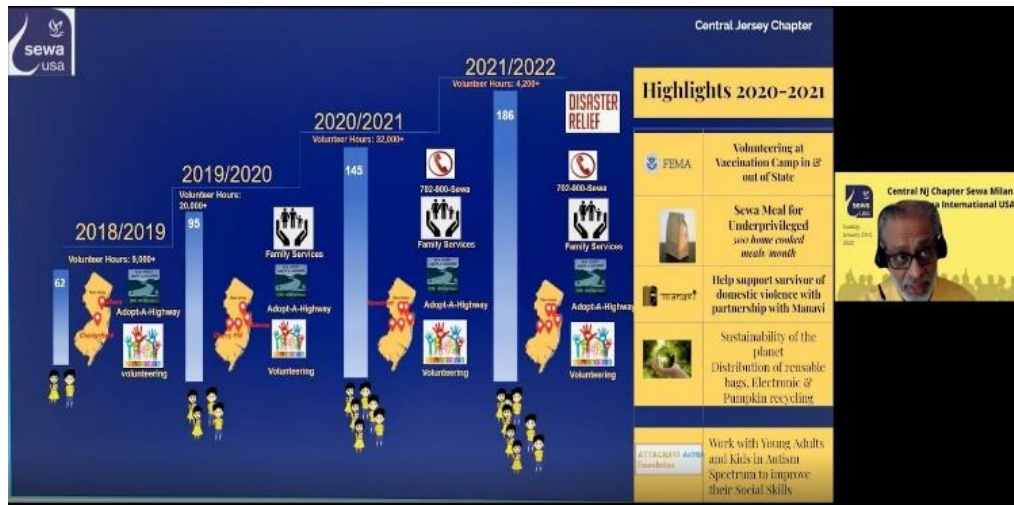 sewa
usa
Central Jersey Chapter
2018/2019
Volunteer Hours: 9,000+
62
Adopt-A-Highway
volunteering
2019/2020
Volunteer Hours:
20,000+
95
Family Services
Adopt-A-Highway
Volunteering
2020/2021
Volunteer Hours: 32,000+
145
702-800-Sewa
Family Services
Adopt-A-Highway
Volunteering
2021/2022
Volunteer Hours: 4,200+
186
DISASTER
RELIEF
Family Services
Adopt-A-Highway
Volunteering
Highlights 2020-2021
FEMA
Volunteering at
Vaccination Camp in &
out of State
Sewa Meal for
Underprivileged
300 home cooked
meals/month
manavi
Help support survivor of
domestic violence with
partnership with Manavi
Sustainability of the
planet
Distribution of reusable
bags, Electronic &
Pumpkin recycling
Work with Young Adults
and Kids in Autism
Spectrum to improve
their Social Skills
sewa
Central NJ Chapter Sewa Milan
International USA
Sunday,
2022